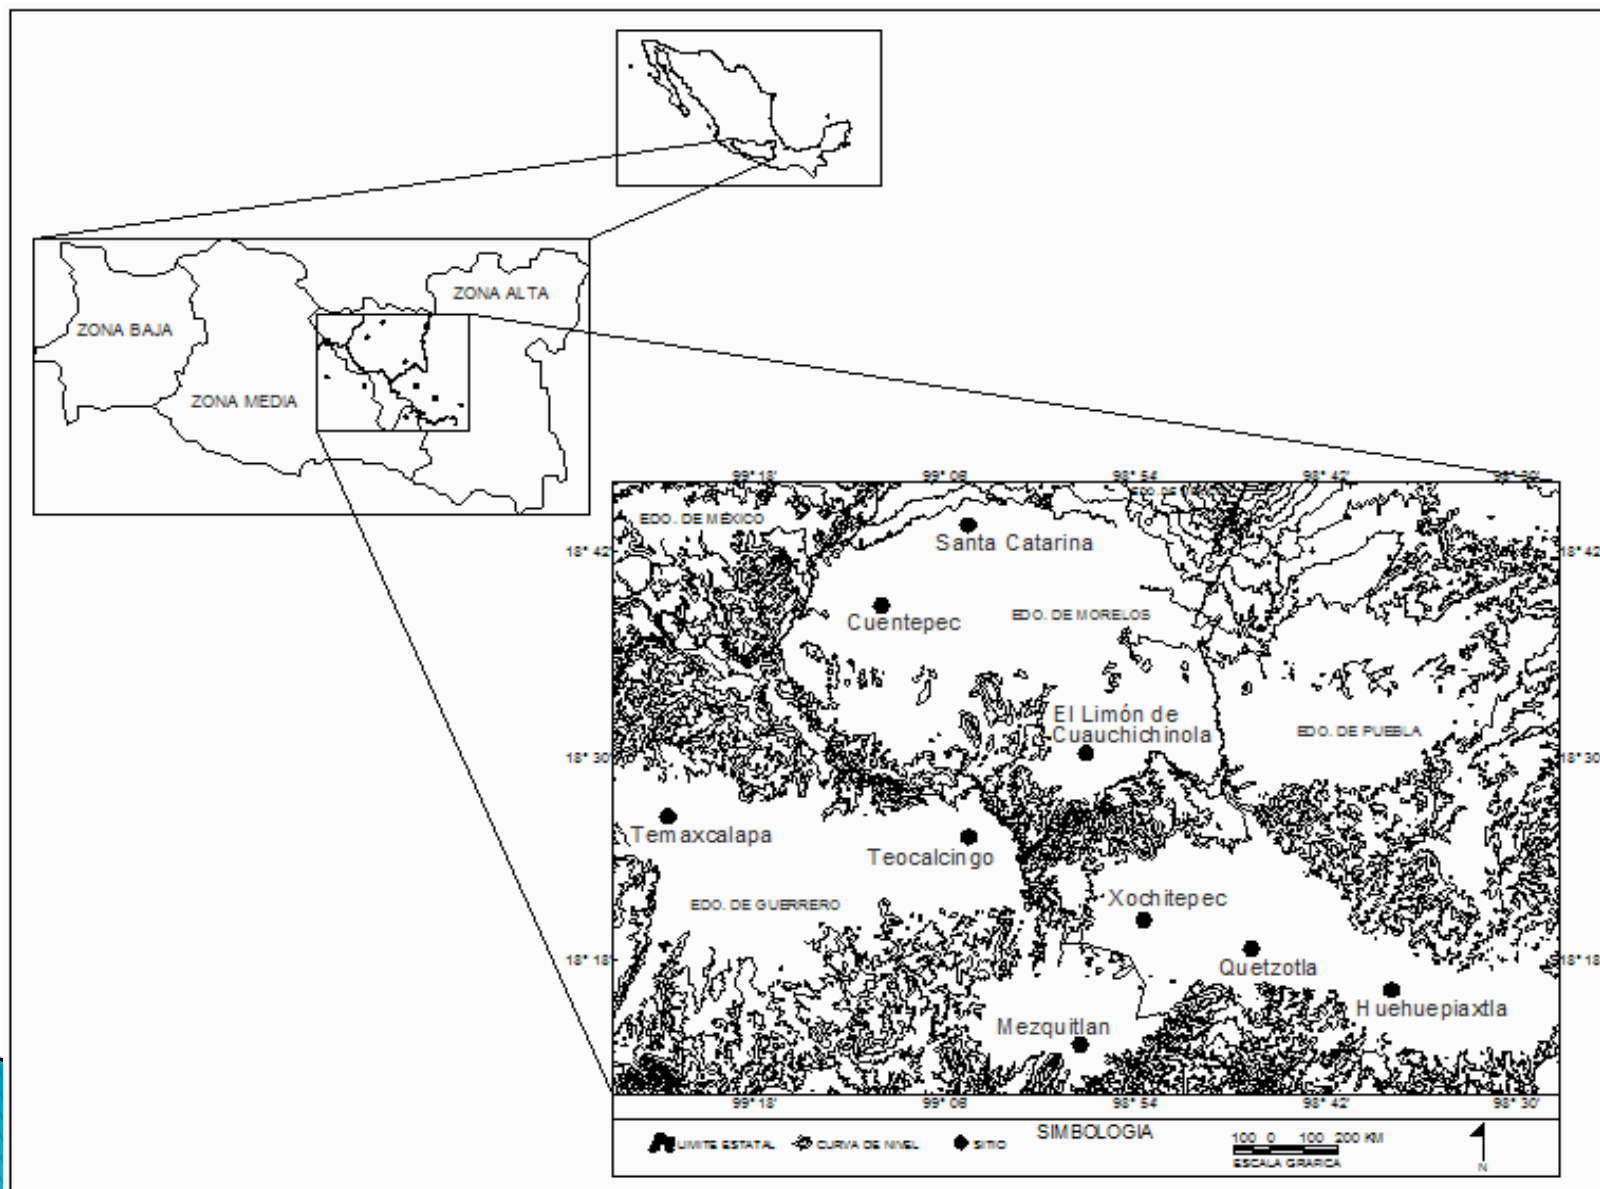 ZONA ALTA
ZONA BAJA
ZONA MEDIA
99° 18' 99° 06' 98° 54' 98° 42'
EDO. DE MÉXICO
Santa Catarina
18° 42' 18° 42'
Cuentepec
EDO. DE MORELOS
El Limón de
Cuauchichinola
EDO. DE PUEBLA
18° 30' 18° 30'
Temaxcalapa
Teocalcingo
EDO. DE GUERRERO
Xochitepec
18° 18' 18° 18'
Quetzotla
Huehuepiaxtla
Mezquitlan
99° 18' 99° 06' 98° 54' 98° 42' 98° 30'
SIMBOLOGIA
LIMITE ESTATAL CURVA DE NIVEL SITIO
100 0 100 200 KM
ESCALA GRAFICA
N